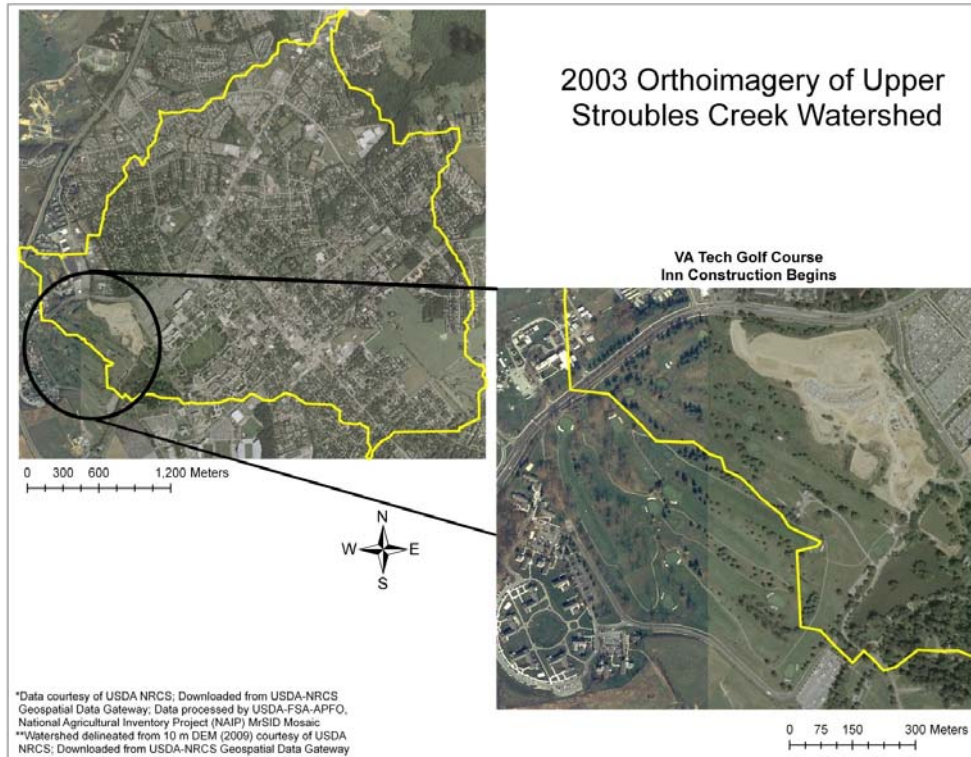 2003 Orthoimagery of Upper
Stroubles Creek Watershed
VA Tech Golf Course
Inn Construction Begins
0 300 600 1,200 Meters
N
W E
S
0 75 150 300 Meters
*Data courtesy of USDA NRCS; Downloaded from USDA-NRCS
Geospatial Data Gateway; Data processed by USDA-FSA-APFO,
National Agricultural Inventory Project (NAIP) MrSID Mosaic
**Watershed delineated from 10 m DEM (2009) courtesy of USDA
NRCS; Downloaded from USDA-NRCS Geospatial Data Gateway